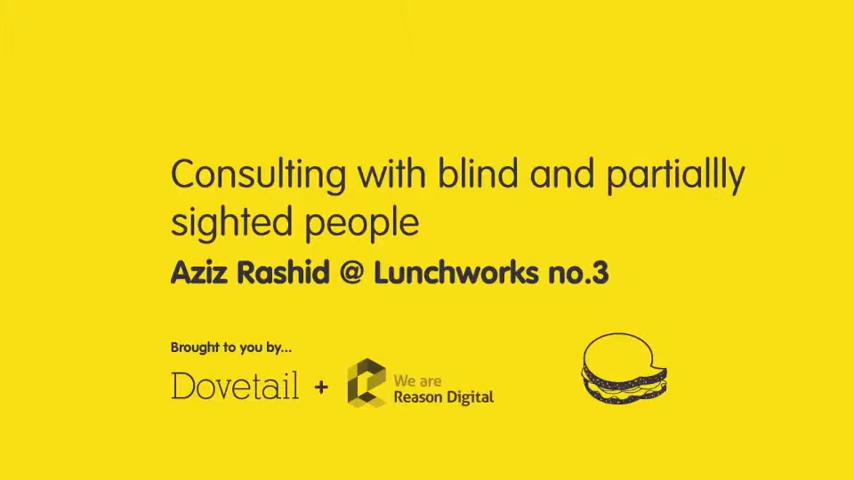 Consulting with blind and partiallly
sighted people
Aziz Rashid @ Lunchworks no.3
Brought to you by...
Dovetail + We are
Reason Digital